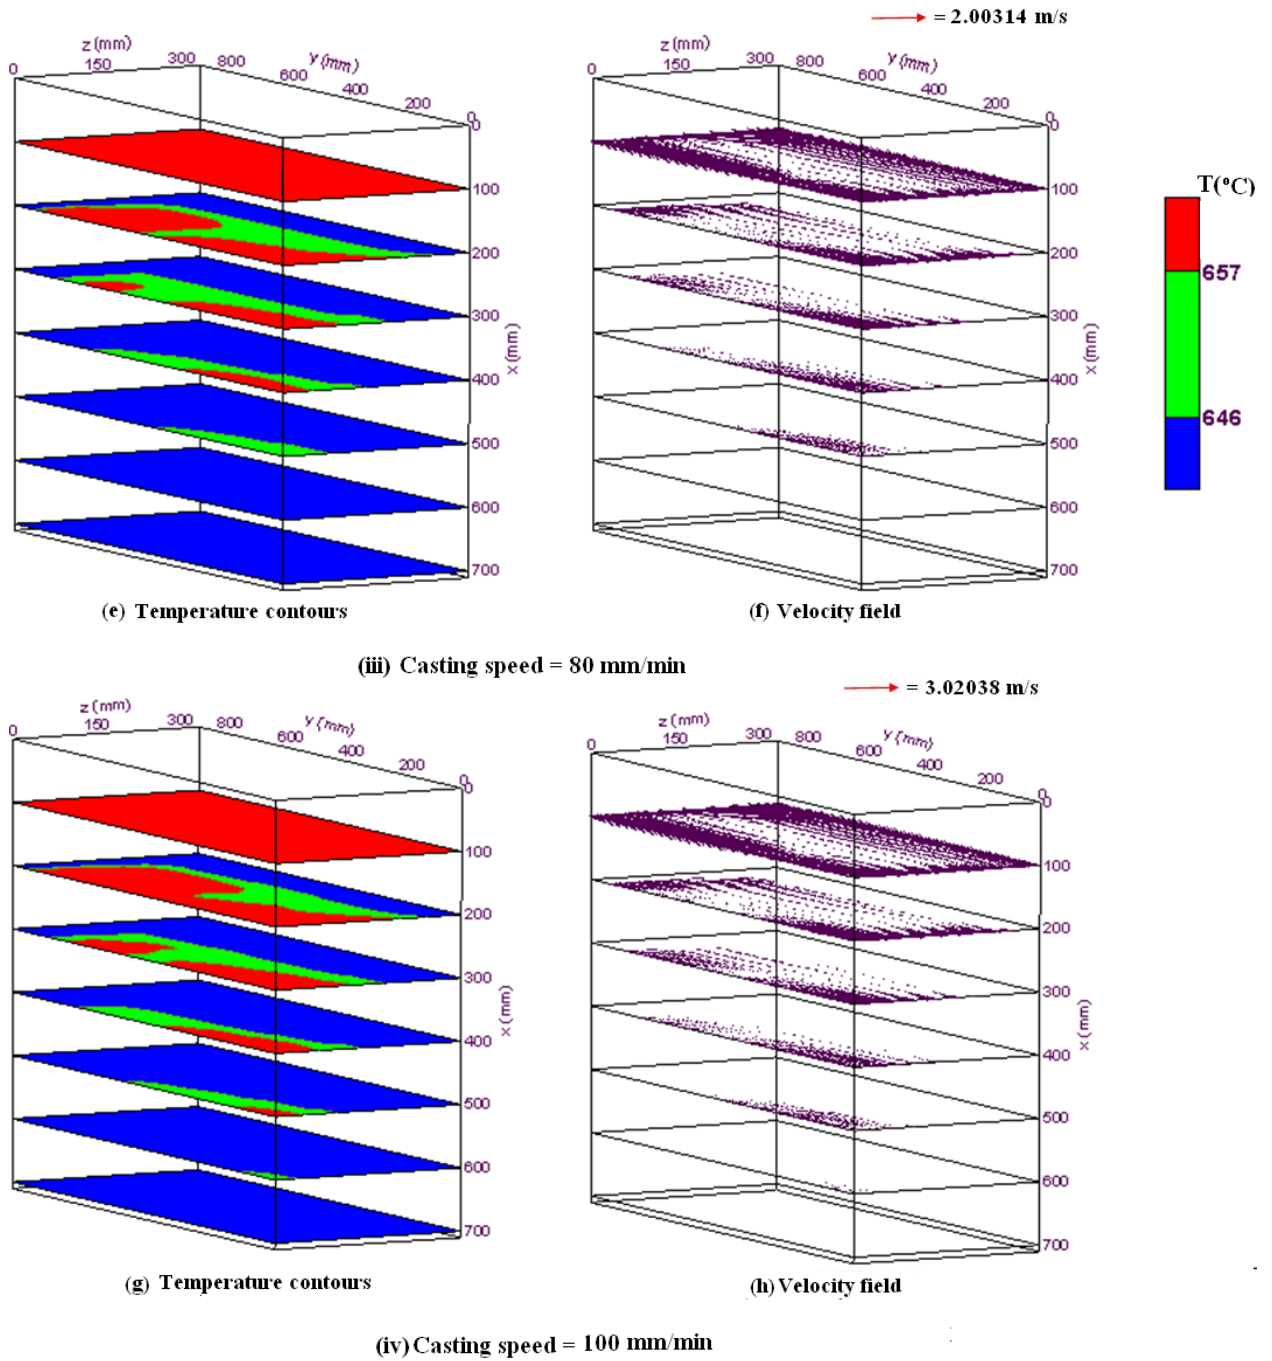 = 2.00314 m/s
z (mm)
0 150 300 800 y (mm)
600
400
200
0
0
100
200
300
x (mm)
400
500
600
700
z (mm)
0 150 300 800 y (mm)
600
400
200
0
0
100
200
300
x (mm)
400
500
600
700
T(°C)
657
646
(e) Temperature contours
(f) Velocity field
(iii) Casting speed = 80 mm/min
= 3.02038 m/s
z (mm)
0 150 300 800 y (mm)
600
400
200
0
0
100
200
300
x (mm)
400
500
600
700
z (mm)
0 150 300 800 y (mm)
600
400
200
0
0
100
200
300
x (mm)
400
500
600
700
(g) Temperature contours
(h) Velocity field
(iv) Casting speed = 100 mm/min